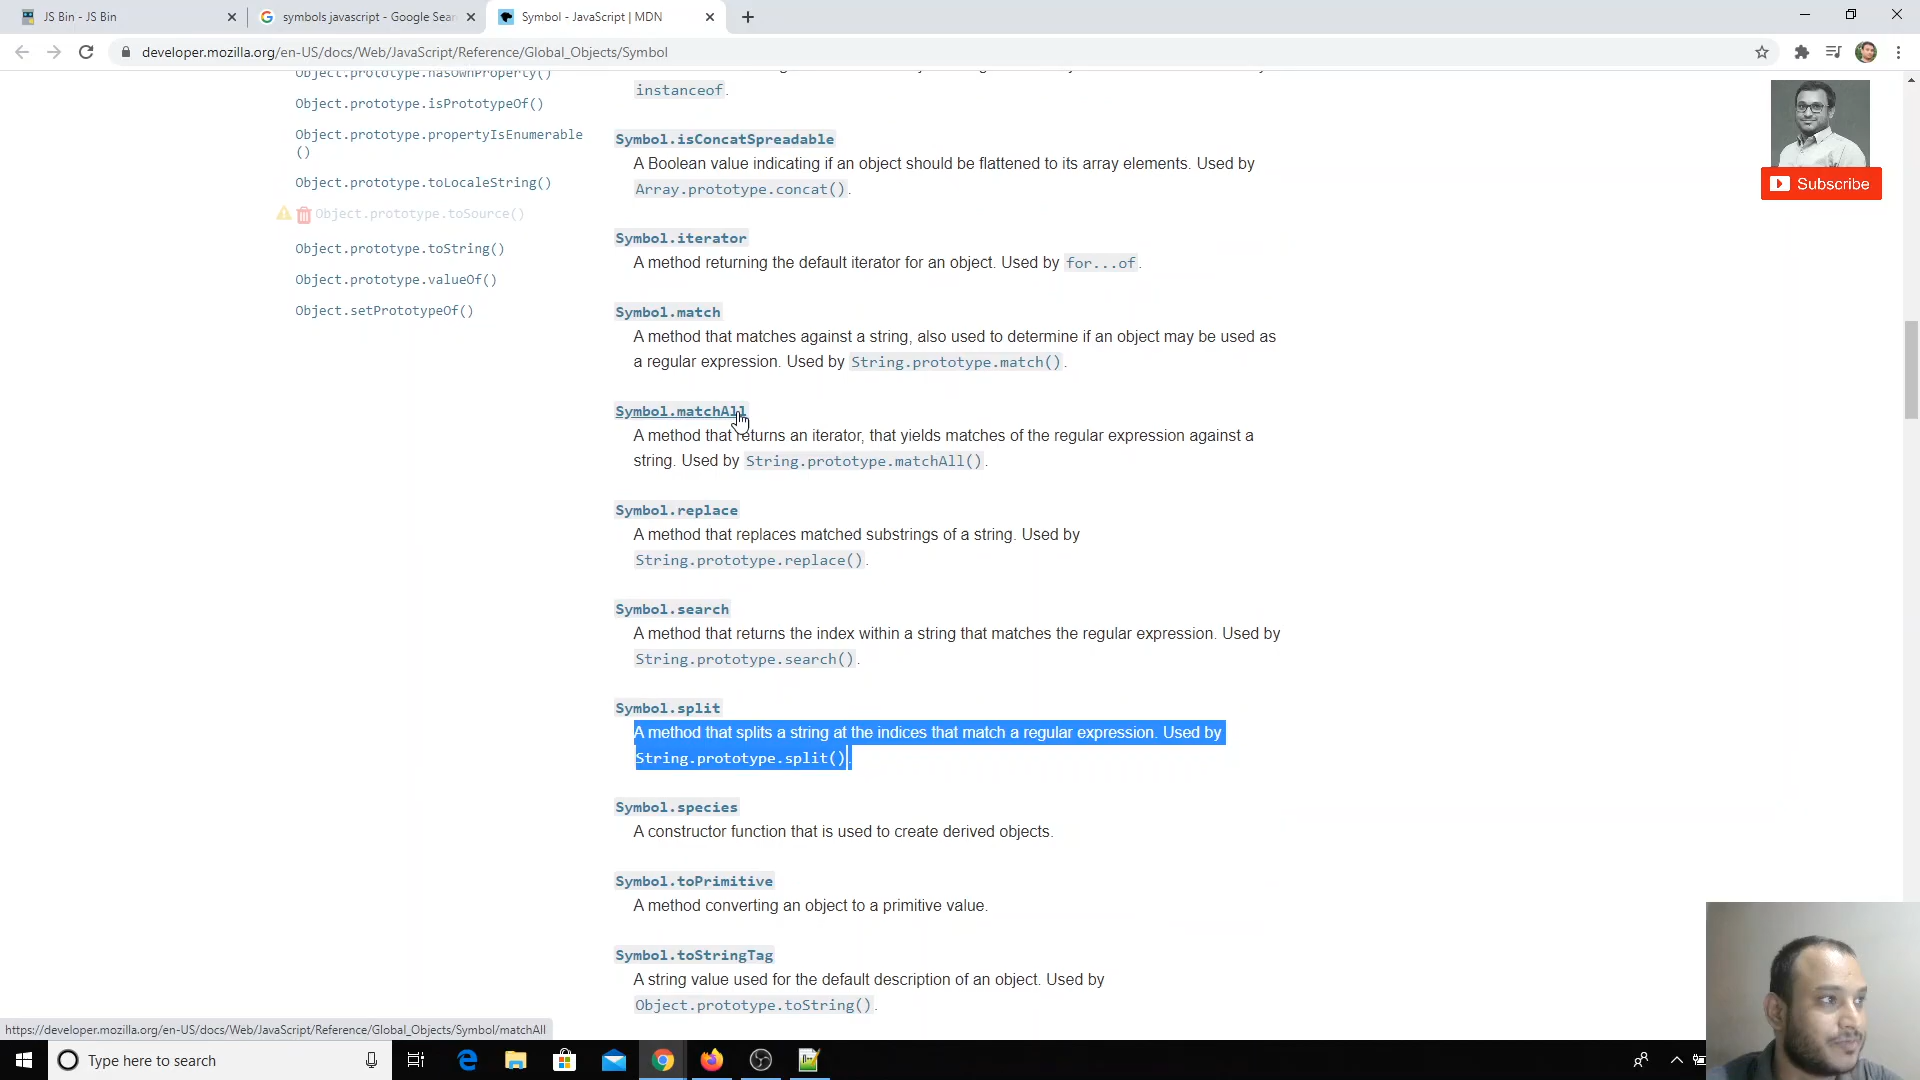 JS Bin - JS Bin
symbols javascript - Google Sear
Symbol - JavaScript | MDN
developer.mozilla.org/en-US/docs/Web/JavaScript/Reference/Global_Objects/Symbol
Object.prototype.hasOwnProperty()
Object.prototype.isPrototypeOf()
Object.prototype.propertyIsEnumerable
()
Object.prototype.toLocaleString()
Object.prototype.toSource()
Object.prototype.toString()
Object.prototype.valueOf()
Object.setPrototypeOf()
instanceof.
Symbol.isConcatSpreadable
A Boolean value indicating if an object should be flattened to its array elements. Used by
Array.prototype.concat().
Symbol.iterator
A method returning the default iterator for an object. Used by for...of.
Symbol.match
A method that matches against a string, also used to determine if an object may be used as
a regular expression. Used by String.prototype.match().
Symbol.matchAll
A method that returns an iterator, that yields matches of the regular expression against a
string. Used by String.prototype.matchAll().
Symbol.replace
A method that replaces matched substrings of a string. Used by
String.prototype.replace().
Symbol.search
A method that returns the index within a string that matches the regular expression. Used by
String.prototype.search().
Symbol.split
A method that splits a string at the indices that match a regular expression. Used by
String.prototype.split().
Symbol.species
A constructor function that is used to create derived objects.
Symbol.toPrimitive
A method converting an object to a primitive value.
Symbol.toStringTag
A string value used for the default description of an object. Used by
Object.prototype.toString().
Subscribe
https://developer.mozilla.org/en-US/docs/Web/JavaScript/Reference/Global_Objects/Symbol/matchAll
Type here to search